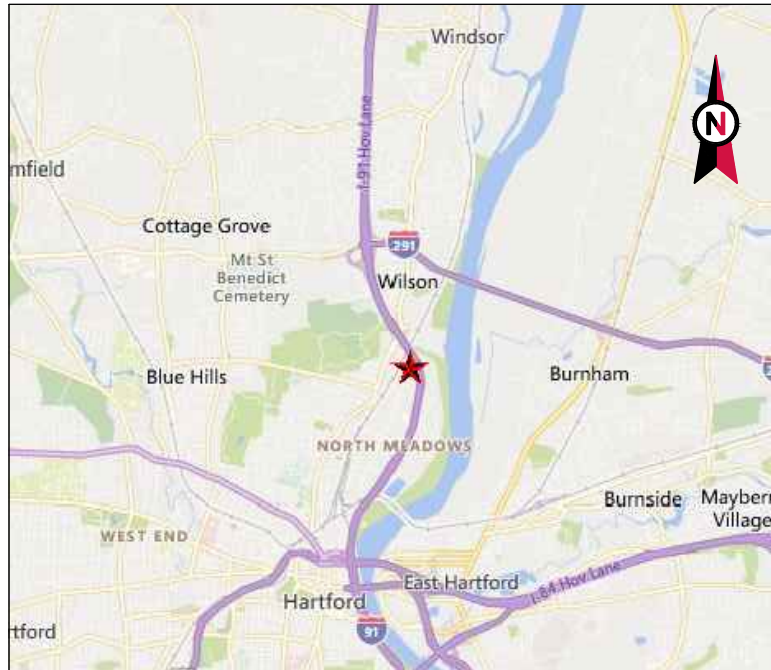 Windsor
N
I-91 Hov Lane
mfield
Cottage Grove
291
Mt St
Benedict
Cemetery
Wilson
Blue Hills
Burnham
NORTH MEADOWS
Burnside
Mayberr
Village
WEST END
East Hartford
I-84 Hov Lane
Hartford
91
rtford